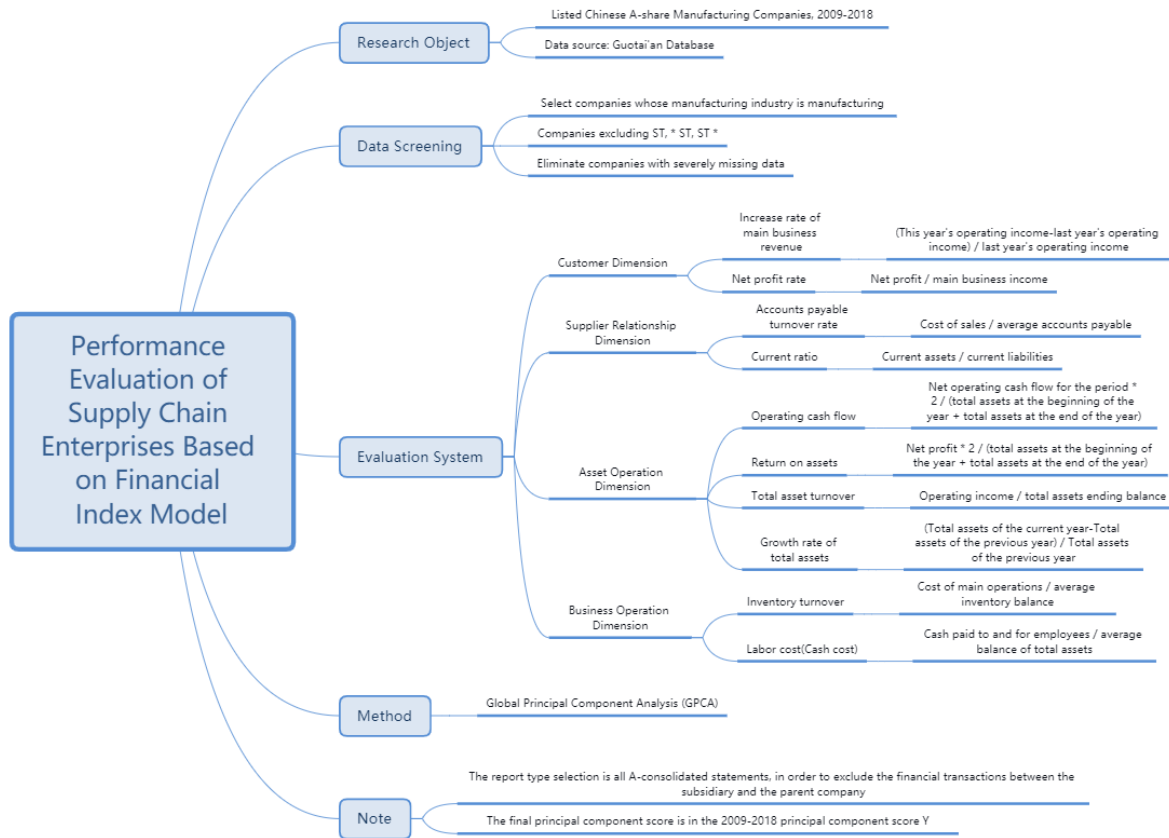 Performance
Evaluation of
Supply Chain
Enterprises Based
on Financial
Index Model
Research Object
Listed Chinese A-share Manufacturing Companies, 2009-2018
Data source: Guotai'an Database
Data Screening
Select companies whose manufacturing industry is manufacturing
Companies excluding ST, * ST, ST *
Eliminate companies with severely missing data
Evaluation System
Customer Dimension
Increase rate of
main business
revenue
(This year's operating income-last year's operating
income) / last year's operating income
Net profit rate
Net profit / main business income
Supplier Relationship
Dimension
Accounts payable
turnover rate
Cost of sales / average accounts payable
Current ratio
Current assets / current liabilities
Asset Operation
Dimension
Operating cash flow
Net operating cash flow for the period *
2 / (total assets at the beginning of the
year + total assets at the end of the year)
Return on assets
Net profit * 2 / (total assets at the beginning of
the year + total assets at the end of the year)
Total asset turnover
Operating income / total assets ending balance
Growth rate of
total assets
(Total assets of the current year-Total
assets of the previous year) / Total assets
of the previous year
Business Operation
Dimension
Inventory turnover
Cost of main operations / average
inventory balance
Labor cost(Cash cost)
Cash paid to and for employees / average
balance of total assets
Method
Global Principal Component Analysis (GPCA)
Note
The report type selection is all A-consolidated statements, in order to exclude the financial transactions between the
subsidiary and the parent company
The final principal component score is in the 2009-2018 principal component score Y